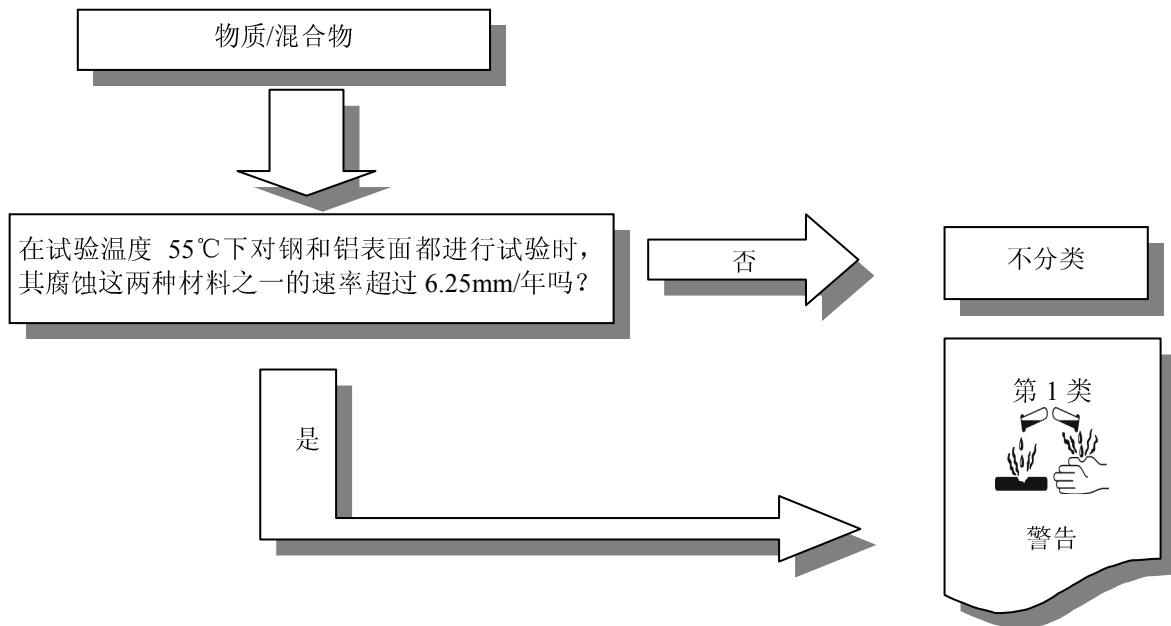 物质/混合物
在试验温度 55℃下对钢和铝表面都进行试验时，
其腐蚀这两种材料之一的速率超过 6.25mm/年吗？
否
不分类
是
第 1 类
警告